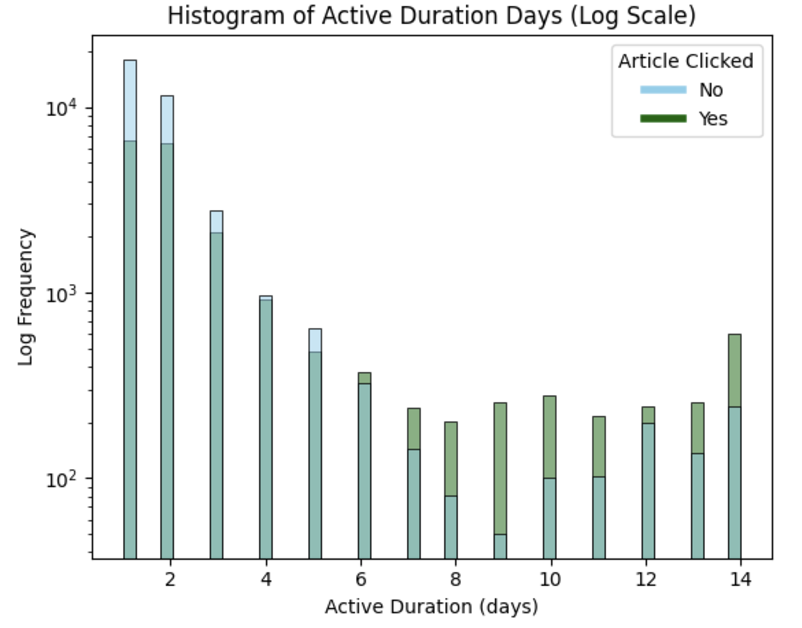 Histogram of Active Duration Days (Log Scale)
Article Clicked
No
Yes
10⁴
10³
10²
Log Frequency
2 4 6 8 10 12 14
Active Duration (days)